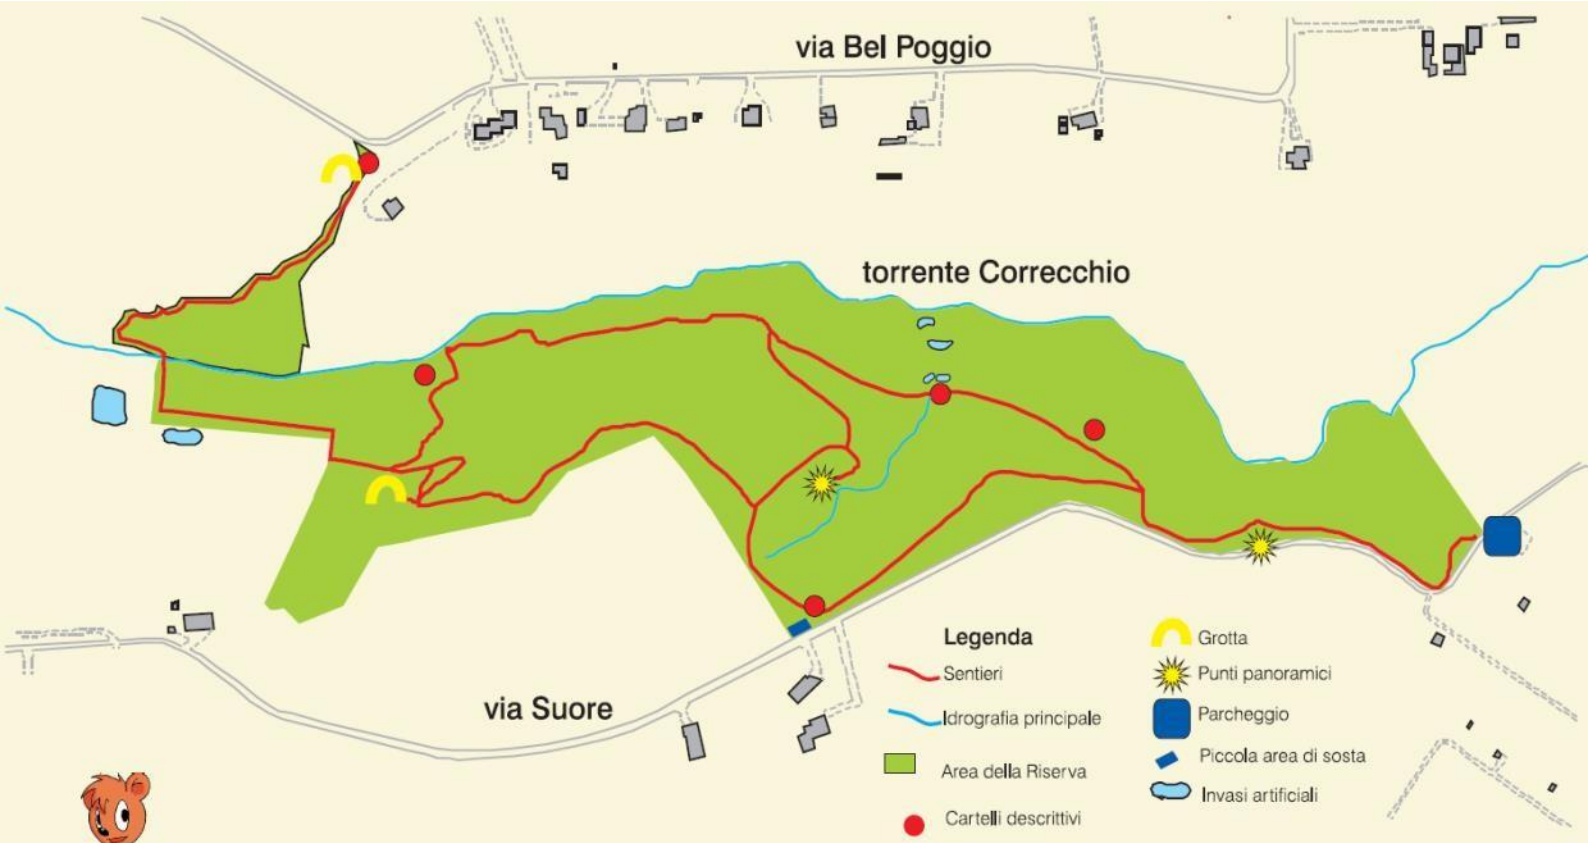 via Bel Poggio
torrente Correcchio
via Suore
Legenda
Sentieri
Idrografia principale
Area della Riserva
Cartelli descrittivi
Grotta
Punti panoramici
Parcheggio
Piccola area di sosta
Invasi artificiali